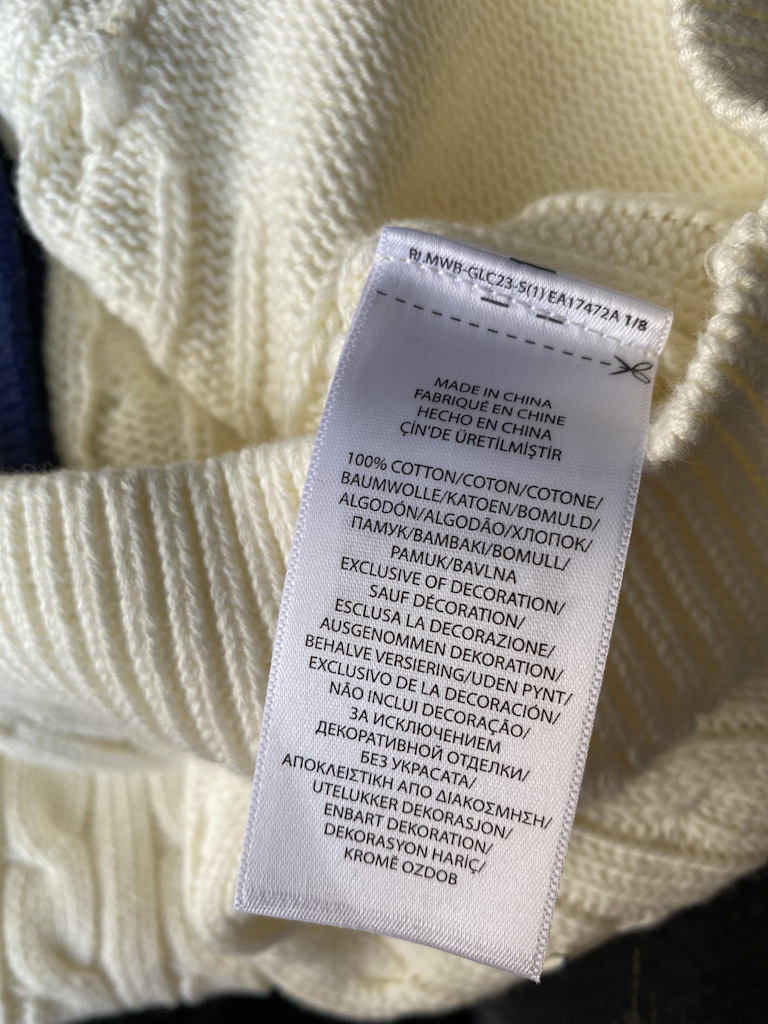 RLMWB-GLC23-S(1) EA17472A 1/8
MADE IN CHINA
FABRIQUÉ EN CHINE
HECHO EN CHINA
ÇİN'DE ÜRETİLMİŞTİR
100% COTTON/COTON/COTONE/
BAUMWOLLE/KATOEN/BOMULD/
ALGODÓN/ALGODÃO/ХЛОПОК/
ПАМУК/ΒΑΜΒΑΚΙ/BOMULL/
PAMUK/BAVLNA
EXCLUSIVE OF DECORATION/
SAUF DÉCORATION/
ESCLUSA LA DECORAZIONE/
AUSGENOMMEN DEKORATION/
BEHALVE VERSIERING/UDEN PYNT/
EXCLUSIVO DE LA DECORACIÓN/
NÃO INCLUI DECORAÇÃO/
ЗА ИСКЛЮЧЕНИЕМ
ДЕКОРАТИВНОЙ ОТДЕЛКИ/
БЕЗ УКРАСАТА/
ΑΠΟΚΛΕΙΣΤΙΚΗ ΑΠΟ ΔΙΑΚΟΣΜΗΣΗ/
UTELUKKER DEKORASJON/
ENBART DEKORATION/
DEKORASYON HARİÇ/
KROMĚ OZDOB